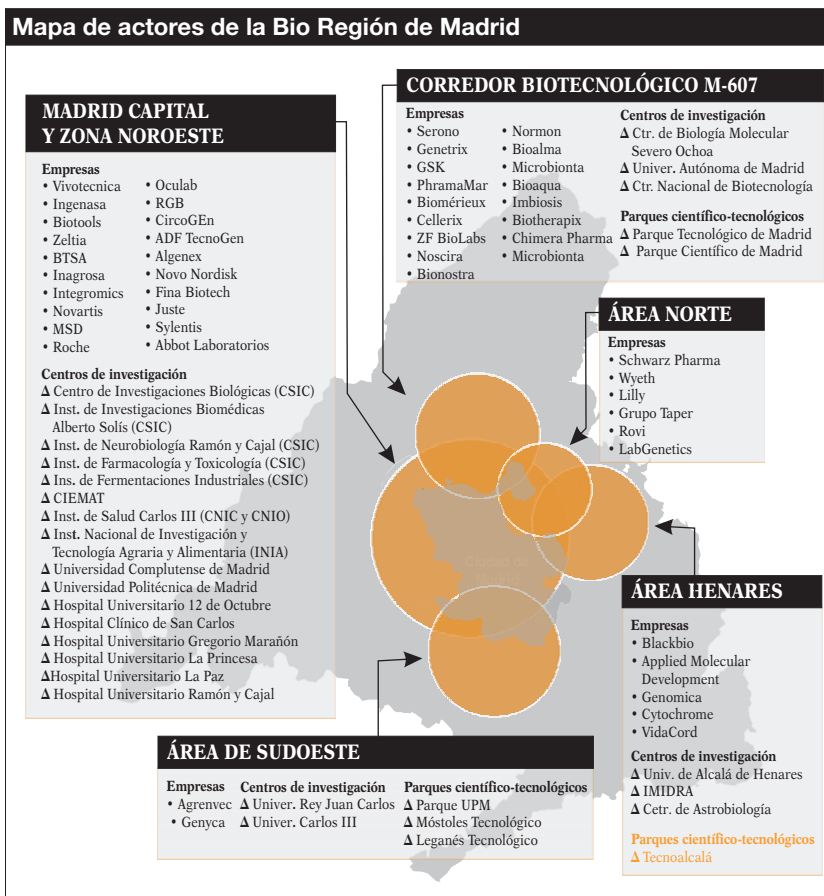 Mapa de actores de la Bio Región de Madrid
MADRID CAPITAL
Y ZONA NOROESTE
Empresas
• Vivotecnica
• Ingenasa
• Biotools
• Zeltia
• BTSA
• Inagrosa
• Integromics
• Novartis
• MSD
• Roche
• Oculab
• RGB
• CircoGEn
• ADF TecnoGen
• Algenex
• Novo Nordisk
• Fina Biotech
• Juste
• Sylentis
• Abbot Laboratorios
Centros de investigación
Δ Centro de Investigaciones Biológicas (CSIC)
Δ Inst. de Investigaciones Biomédicas
Alberto Solís (CSIC)
Δ Inst. de Neurobiología Ramón y Cajal (CSIC)
Δ Inst. de Farmacología y Toxicología (CSIC)
Δ Ins. de Fermentaciones Industriales (CSIC)
Δ CIEMAT
Δ Inst. de Salud Carlos III (CNIC y CNIO)
Δ Inst. Nacional de Investigación y
Tecnología Agraria y Alimentaria (INIA)
Δ Universidad Complutense de Madrid
Δ Universidad Politécnica de Madrid
Δ Hospital Universitario 12 de Octubre
Δ Hospital Clínico de San Carlos
Δ Hospital Universitario Gregorio Marañón
Δ Hospital Universitario La Princesa
ΔHospital Universitario La Paz
Δ Hospital Universitario Ramón y Cajal
CORREDOR BIOTECNOLÓGICO M-607
Empresas
• Serono
• Genetrix
• GSK
• PhramaMar
• Biomérieux
• Cellerix
• ZF BioLabs
• Noscira
• Bionostra
• Normon
• Bioalma
• Microbionta
• Bioaqua
• Imbiosis
• Biotherapix
• Chimera Pharma
• Microbionta
Centros de investigación
Δ Ctr. de Biología Molecular
Severo Ochoa
Δ Univer. Autónoma de Madrid
Δ Ctr. Nacional de Biotecnología
Parques científico-tecnológicos
Δ Parque Tecnológico de Madrid
Δ Parque Científico de Madrid
ÁREA NORTE
Empresas
• Schwarz Pharma
• Wyeth
• Lilly
• Grupo Taper
• Rovi
• LabGenetics
Ciudad de
Madrid
ÁREA HENARES
Empresas
• Blackbio
• Applied Molecular
Development
• Genomica
• Cytochrome
• VidaCord
Centros de investigación
Δ Univ. de Alcalá de Henares
Δ IMIDRA
Δ Cetr. de Astrobiología
Parques científico-tecnológicos
Δ Tecnoalcalá
ÁREA DE SUDOESTE
Empresas
• Agrenvec
• Genyca
Centros de investigación
Δ Univer. Rey Juan Carlos
Δ Univer. Carlos III
Parques científico-tecnológicos
Δ Parque UPM
Δ Móstoles Tecnológico
Δ Leganés Tecnológico